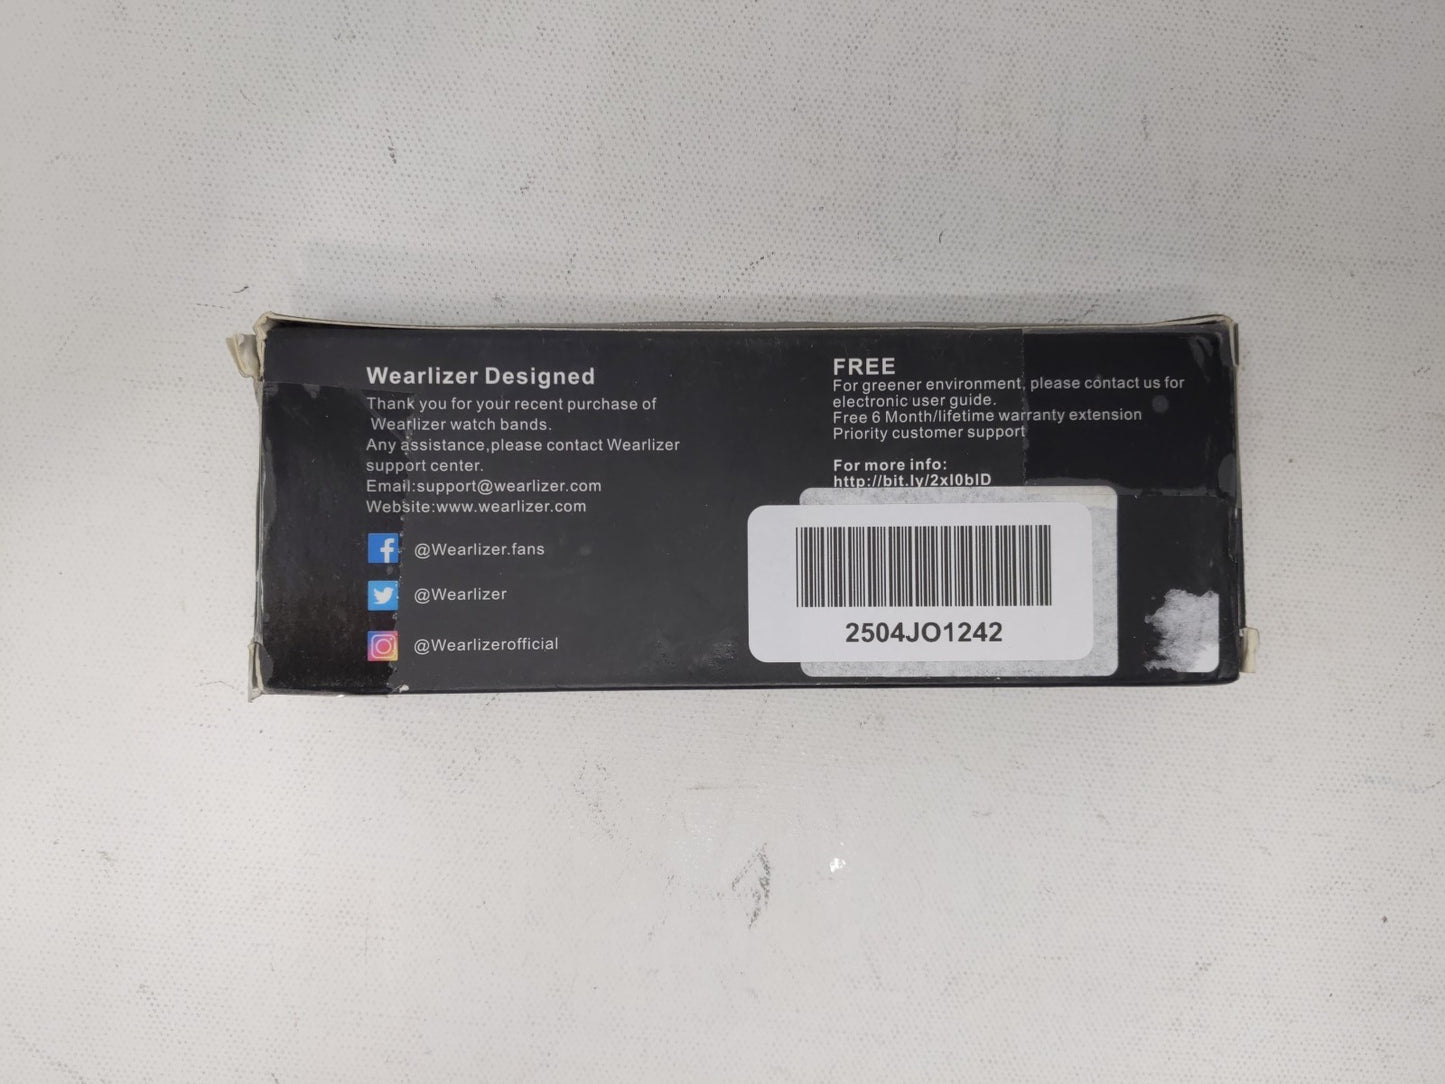 Wearlizer Designed
Thank you for your recent purchase of
Wearlizer watch bands.
Any assistance,please contact Wearlizer
support center.
Email:support@wearlizer.com
Website:www.wearlizer.com
@Wearlizer.fans
@Wearlizer
@Wearlizerofficial
FREE
For greener environment, please contact us for
electronic user guide.
Free 6 Month/lifetime warranty extension
Priority customer support
For more info:
http://bit.ly/2xI0bID
2504JO1242